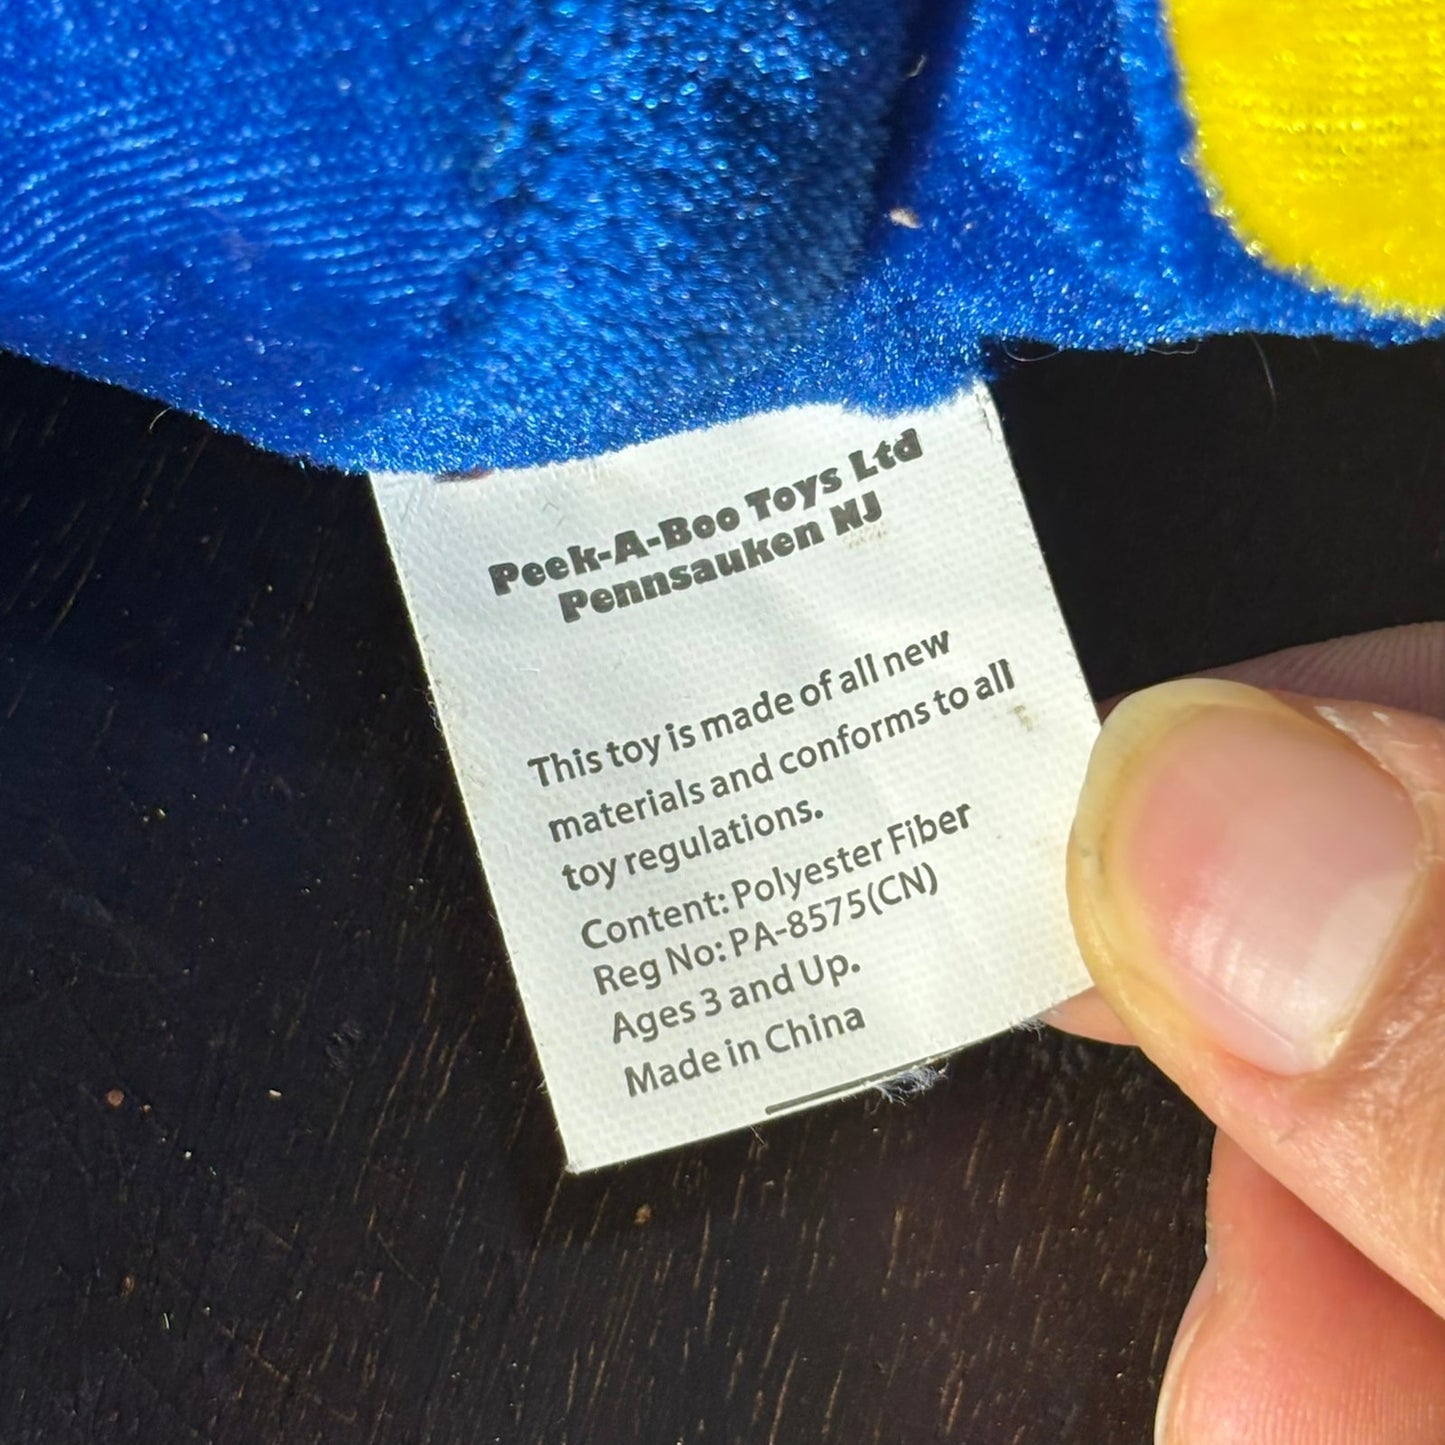 Peek-A-Boo Toys Ltd
Pennsauken NJ
This toy is made of all new
materials and conforms to all
toy regulations.
Content: Polyester Fiber
Reg No: PA-8575(CN)
Ages 3 and Up.
Made in China